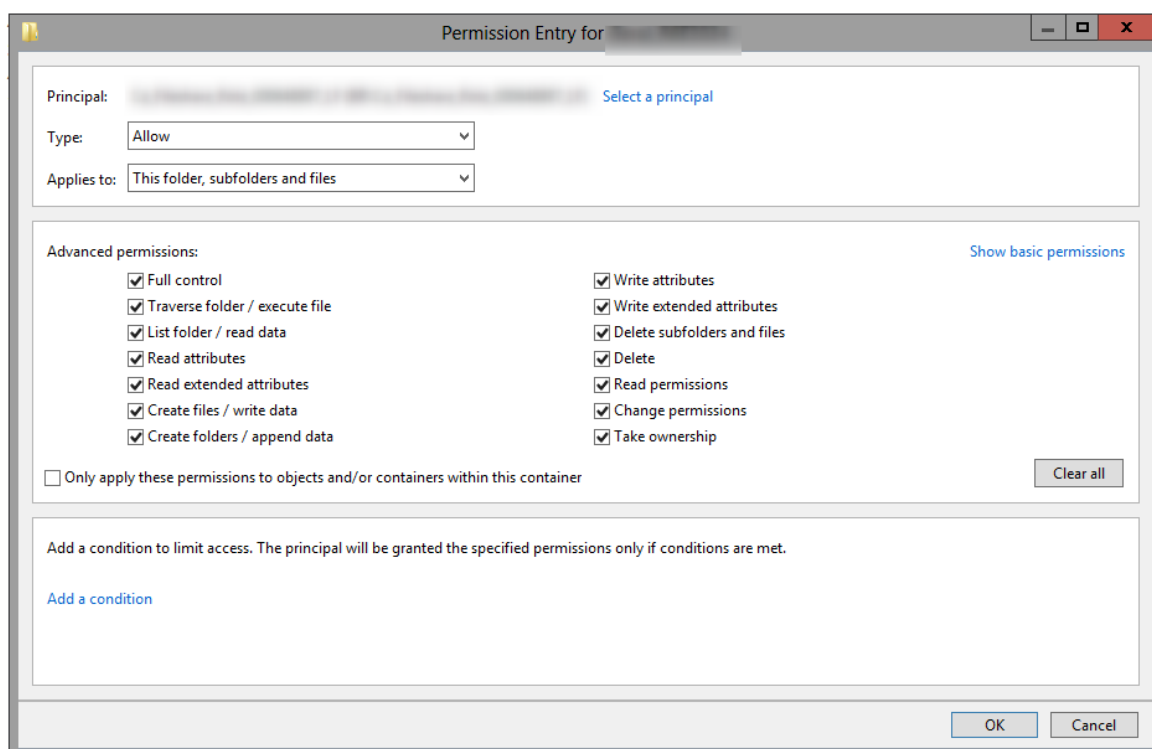 Permission Entry for
Principal: Select a principal
Type: Allow
Applies to: This folder, subfolders and files
Advanced permissions: Show basic permissions
Full control Write attributes
Traverse folder / execute file Write extended attributes
List folder / read data Delete subfolders and files
Read attributes Delete
Read extended attributes Read permissions
Create files / write data Change permissions
Create folders / append data Take ownership
Only apply these permissions to objects and/or containers within this container Clear all
Add a condition to limit access. The principal will be granted the specified permissions only if conditions are met.
Add a condition
OK Cancel